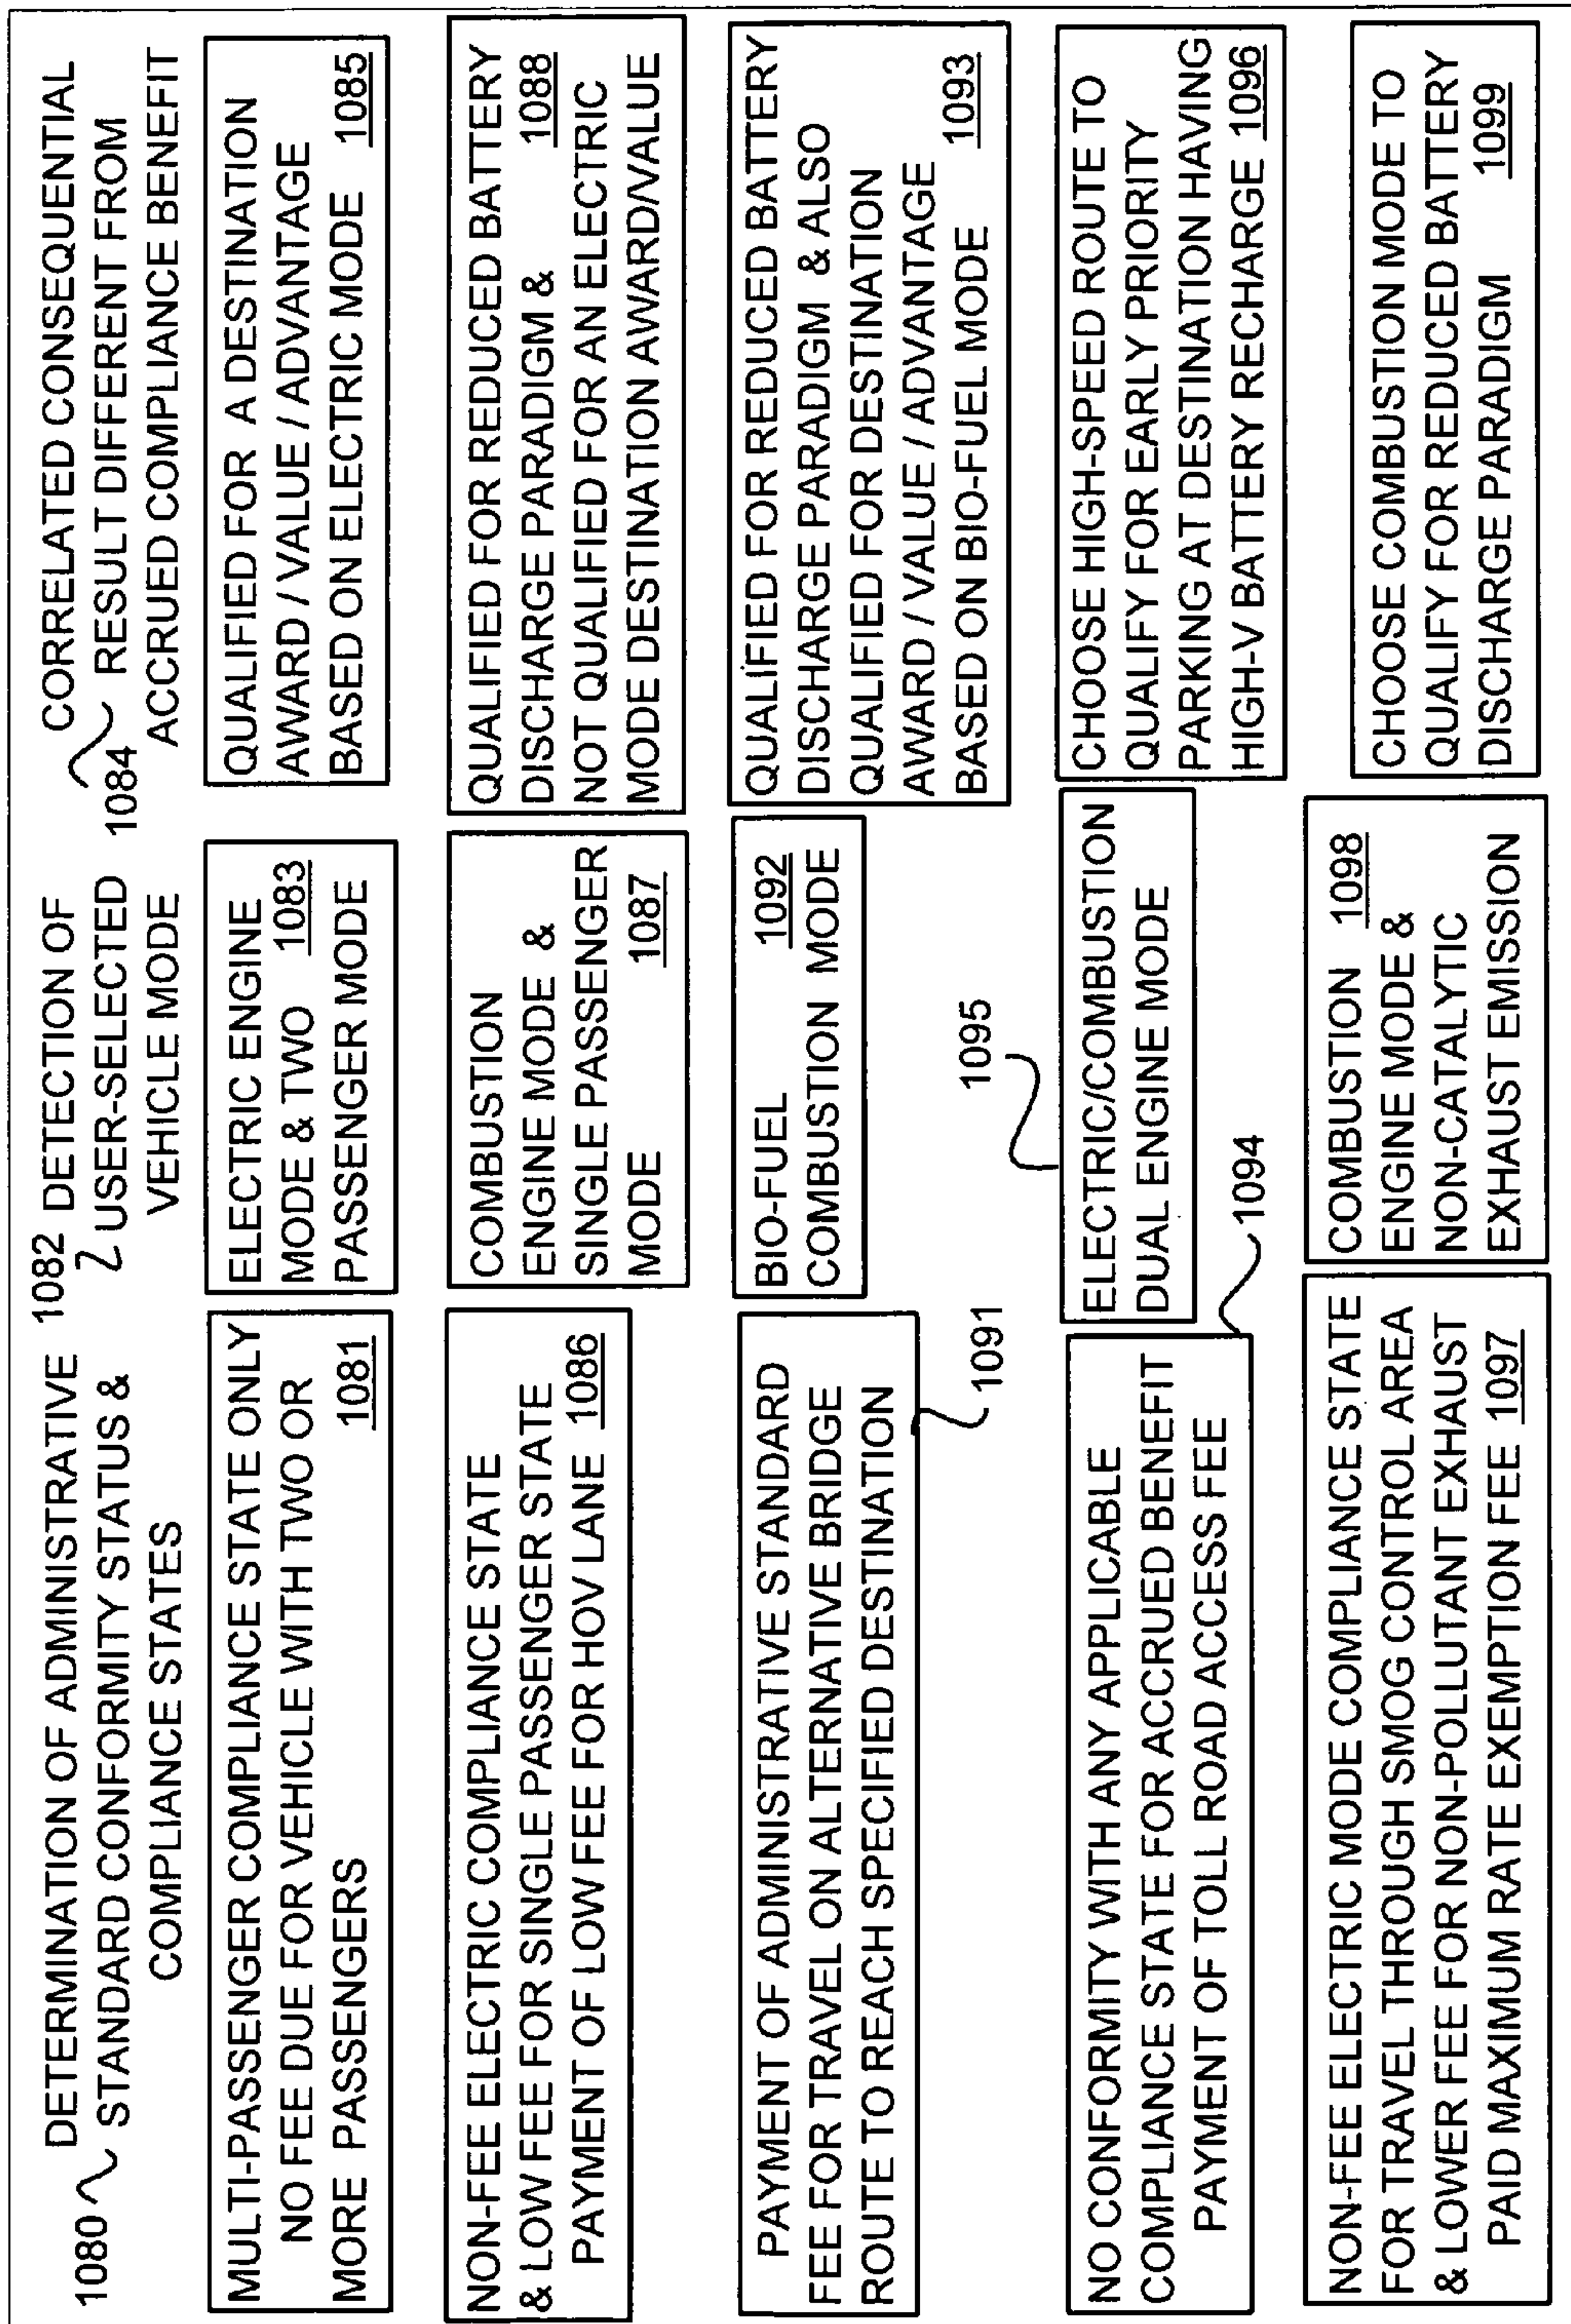 1080 DETERMINATION OF ADMINISTRATIVE
STANDARD CONFORMITY STATUS &
COMPLIANCE STATES
1082 DETECTION OF
USER-SELECTED
VEHICLE MODE
1084 CORRELATED CONSEQUENTIAL
RESULT DIFFERENT FROM
ACCRUED COMPLIANCE BENEFIT
MULTI-PASSENGER COMPLIANCE STATE ONLY
NO FEE DUE FOR VEHICLE WITH TWO OR
MORE PASSENGERS 1081
ELECTRIC ENGINE
MODE & TWO 1083
PASSENGER MODE
QUALIFIED FOR A DESTINATION
AWARD / VALUE / ADVANTAGE
BASED ON ELECTRIC MODE 1085
NON-FEE ELECTRIC COMPLIANCE STATE
& LOW FEE FOR SINGLE PASSENGER STATE
PAYMENT OF LOW FEE FOR HOV LANE 1086
COMBUSTION
ENGINE MODE &
SINGLE PASSENGER
MODE 1087
QUALIFIED FOR REDUCED BATTERY
DISCHARGE PARADIGM & 1088
NOT QUALIFIED FOR AN ELECTRIC
MODE DESTINATION AWARD/VALUE
PAYMENT OF ADMINISTRATIVE STANDARD
FEE FOR TRAVEL ON ALTERNATIVE BRIDGE
ROUTE TO REACH SPECIFIED DESTINATION
1091
BIO-FUEL 1092
COMBUSTION MODE
QUALIFIED FOR REDUCED BATTERY
DISCHARGE PARADIGM & ALSO
QUALIFIED FOR DESTINATION
AWARD / VALUE / ADVANTAGE 1093
BASED ON BIO-FUEL MODE
NO CONFORMITY WITH ANY APPLICABLE
COMPLIANCE STATE FOR ACCRUED BENEFIT
PAYMENT OF TOLL ROAD ACCESS FEE
1094
1095
ELECTRIC/COMBUSTION
DUAL ENGINE MODE
CHOOSE HIGH-SPEED ROUTE TO
QUALIFY FOR EARLY PRIORITY
PARKING AT DESTINATION HAVING
HIGH-V BATTERY RECHARGE 1096
NON-FEE ELECTRIC MODE COMPLIANCE STATE
FOR TRAVEL THROUGH SMOG CONTROL AREA
& LOWER FEE FOR NON-POLLUTANT EXHAUST
PAID MAXIMUM RATE EXEMPTION FEE 1097
COMBUSTION 1098
ENGINE MODE &
NON-CATALYTIC
EXHAUST EMISSION
CHOOSE COMBUSTION MODE TO
QUALIFY FOR REDUCED BATTERY
DISCHARGE PARADIGM 1099